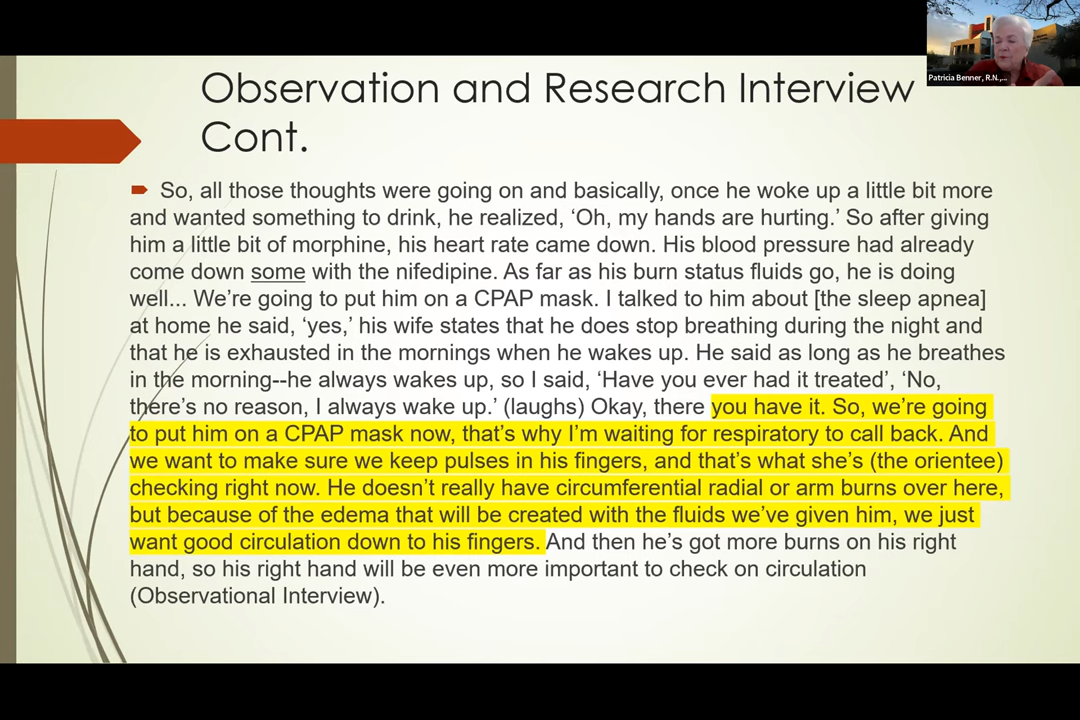 Observation and Research Interview
Cont.
Patricia Benner, R.N.,...
So, all those thoughts were going on and basically, once he woke up a little bit more
and wanted something to drink, he realized, ‘Oh, my hands are hurting.’ So after giving
him a little bit of morphine, his heart rate came down. His blood pressure had already
come down some with the nifedipine. As far as his burn status fluids go, he is doing
well... We’re going to put him on a CPAP mask. I talked to him about [the sleep apnea]
at home he said, ‘yes,’ his wife states that he does stop breathing during the night and
that he is exhausted in the mornings when he wakes up. He said as long as he breathes
in the morning--he always wakes up, so I said, ‘Have you ever had it treated’, ‘No,
there’s no reason, I always wake up.’ (laughs) Okay, there you have it. So, we’re going
to put him on a CPAP mask now, that’s why I’m waiting for respiratory to call back. And
we want to make sure we keep pulses in his fingers, and that’s what she’s (the orientee)
checking right now. He doesn’t really have circumferential radial or arm burns over here,
but because of the edema that will be created with the fluids we’ve given him, we just
want good circulation down to his fingers. And then he’s got more burns on his right
hand, so his right hand will be even more important to check on circulation
(Observational Interview).